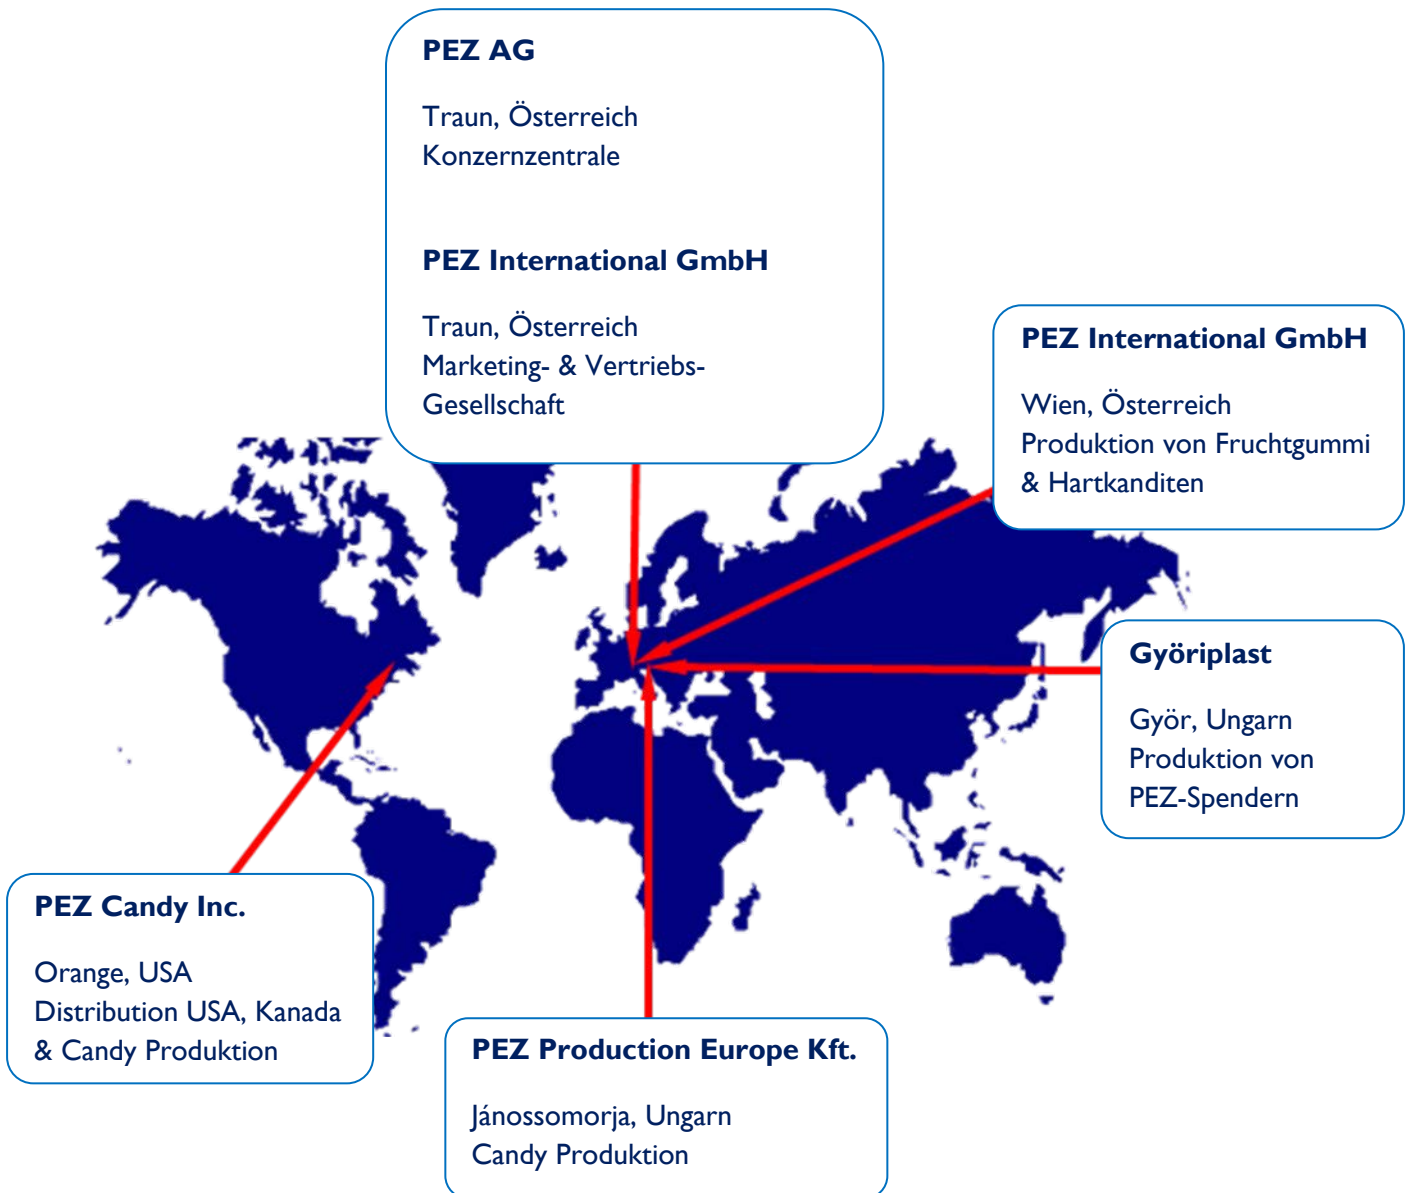 PEZ AG
Traun, Österreich
Konzernzentrale
PEZ International GmbH
Traun, Österreich
Marketing- & Vertriebs-
Gesellschaft
PEZ International GmbH
Wien, Österreich
Produktion von Fruchtgummi
& Hartkanditen
Györiplast
Györ, Ungarn
Produktion von
PEZ-Spendern
PEZ Candy Inc.
Orange, USA
Distribution USA, Kanada
& Candy Produktion
PEZ Production Europe Kft.
Jánossomorja, Ungarn
Candy Produktion